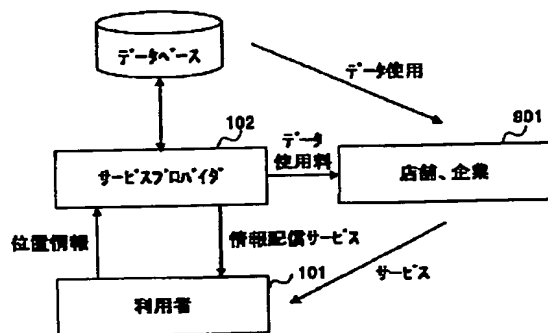 データベース
データ使用
102
901
データ
使用料
サービスプロバイダ
店舗、企業
位置情報
情報配信サービス
サービス
101
利用者